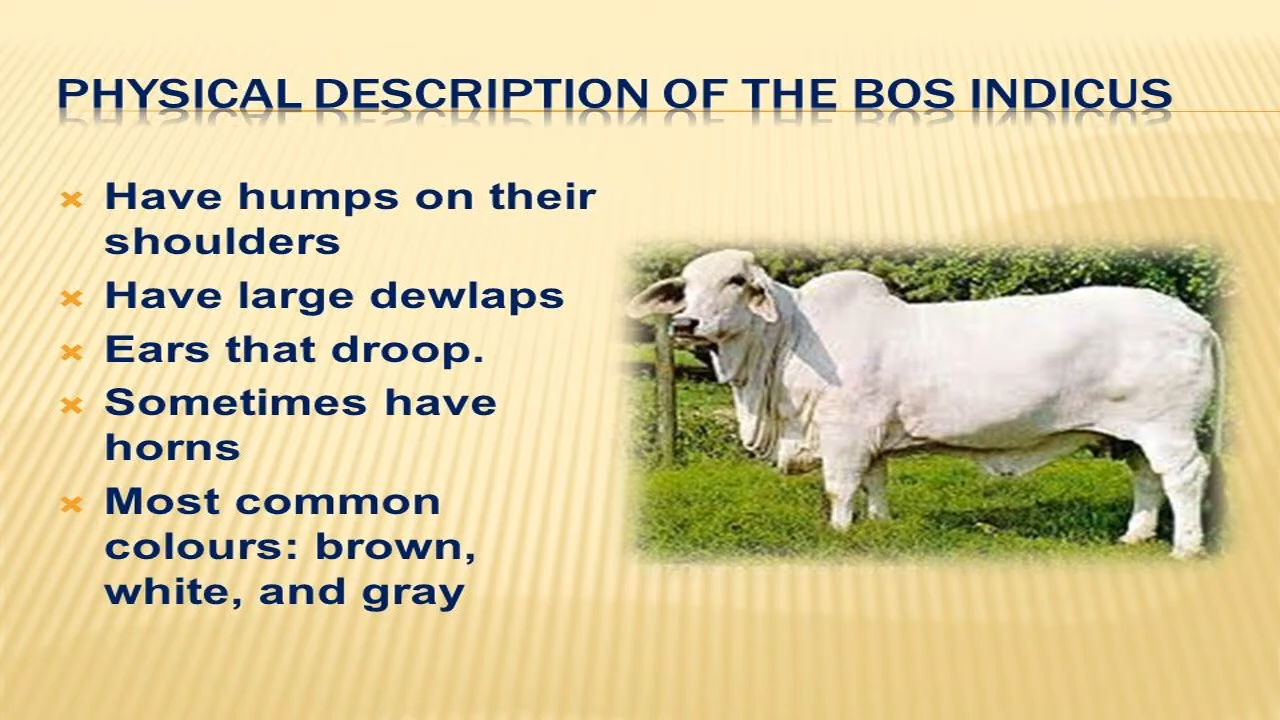 PHYSICAL DESCRIPTION OF THE BOS INDICUS
Have humps on their
shoulders
Have large dewlaps
Ears that droop.
Sometimes have
horns
Most common
colours: brown,
white, and gray